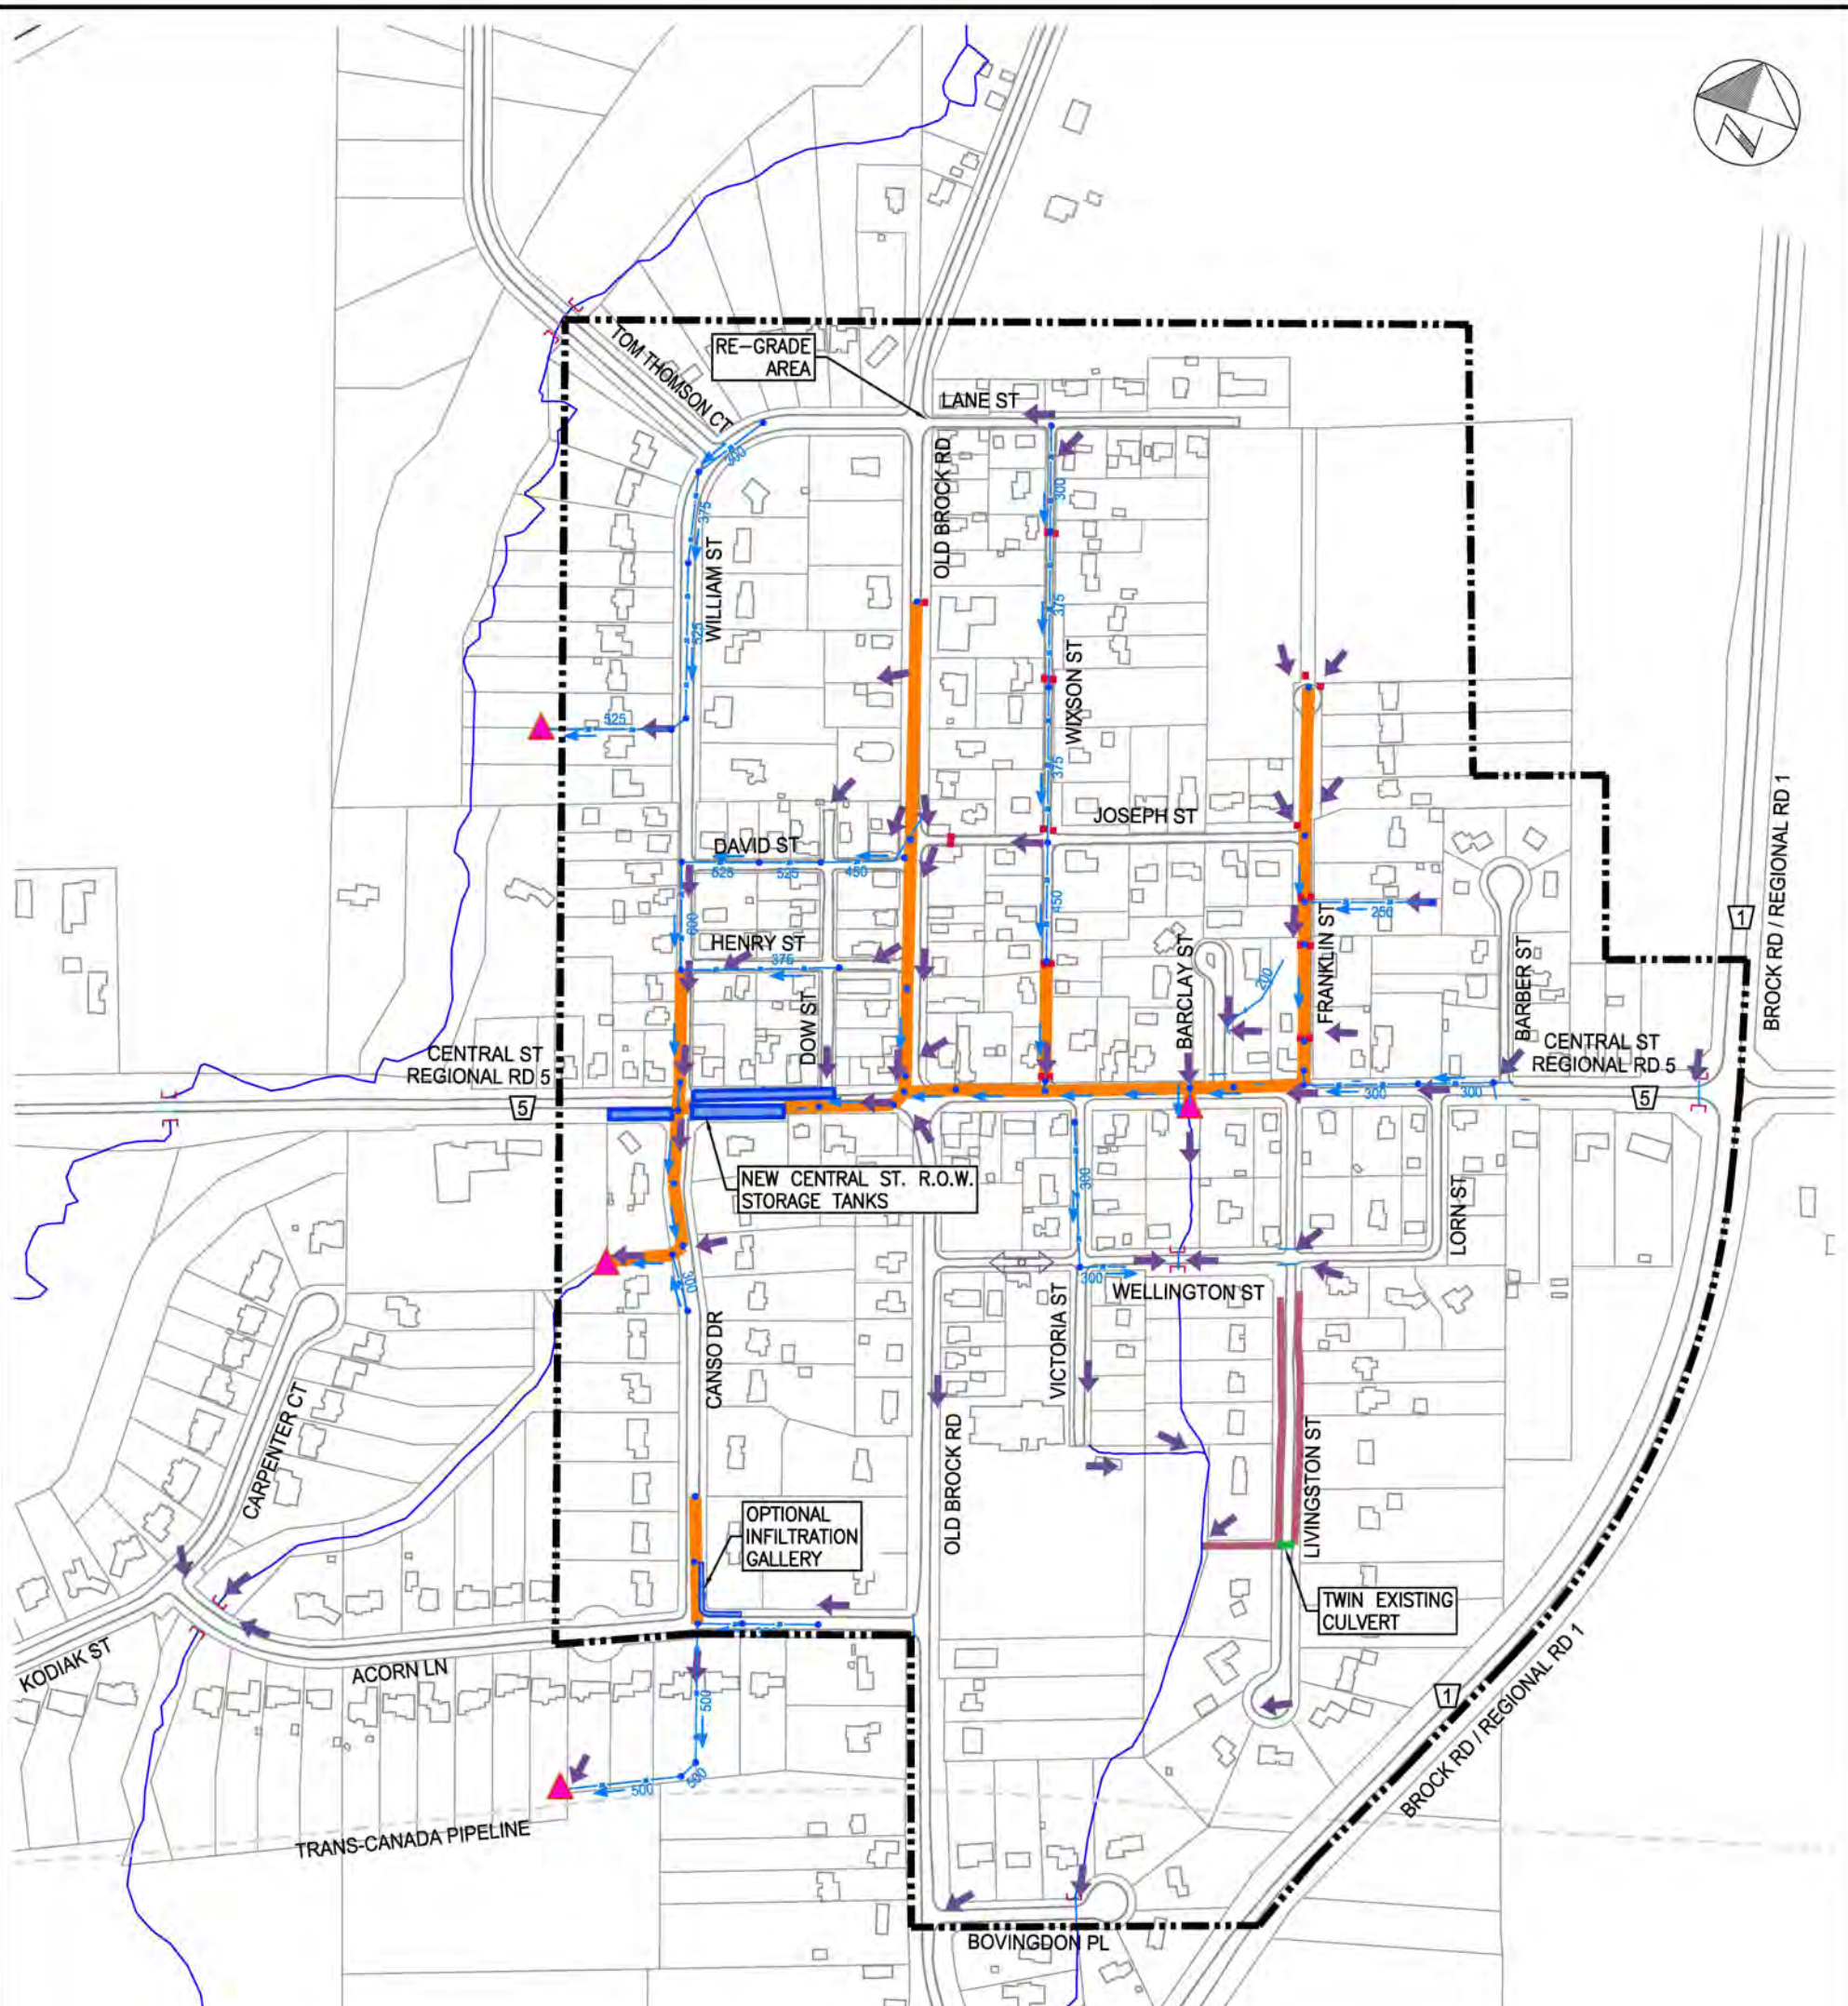 N
TOM THOMSON CT
RE-GRADE
AREA
LANE ST
300
375
WILLIAM ST
525
525
OLD BROCK RD
300
375
WIXSON ST
375
JOSEPH ST
DAVID ST
525
525
450
600
HENRY ST
375
DOW ST
450
BARCLAY ST
200
250
FRANKLIN ST
BARBER ST
1
BROCK RD / REGIONAL RD 1
CENTRAL ST
REGIONAL RD 5
5
CENTRAL ST
REGIONAL RD 5
5
300
300
NEW CENTRAL ST. R.O.W.
STORAGE TANKS
300
300
300
WELLINGTON ST
LORN ST
VICTORIA ST
CANSO DR
CARPENTER CT
OLD BROCK RD
LIVINGSTON ST
OPTIONAL
INFILTRATION
GALLERY
TWIN EXISTING
CULVERT
KODIAK ST
ACORN LN
500
500
500
1
BROCK RD / REGIONAL RD 1
TRANS-CANADA PIPELINE
BOVINGDON PL